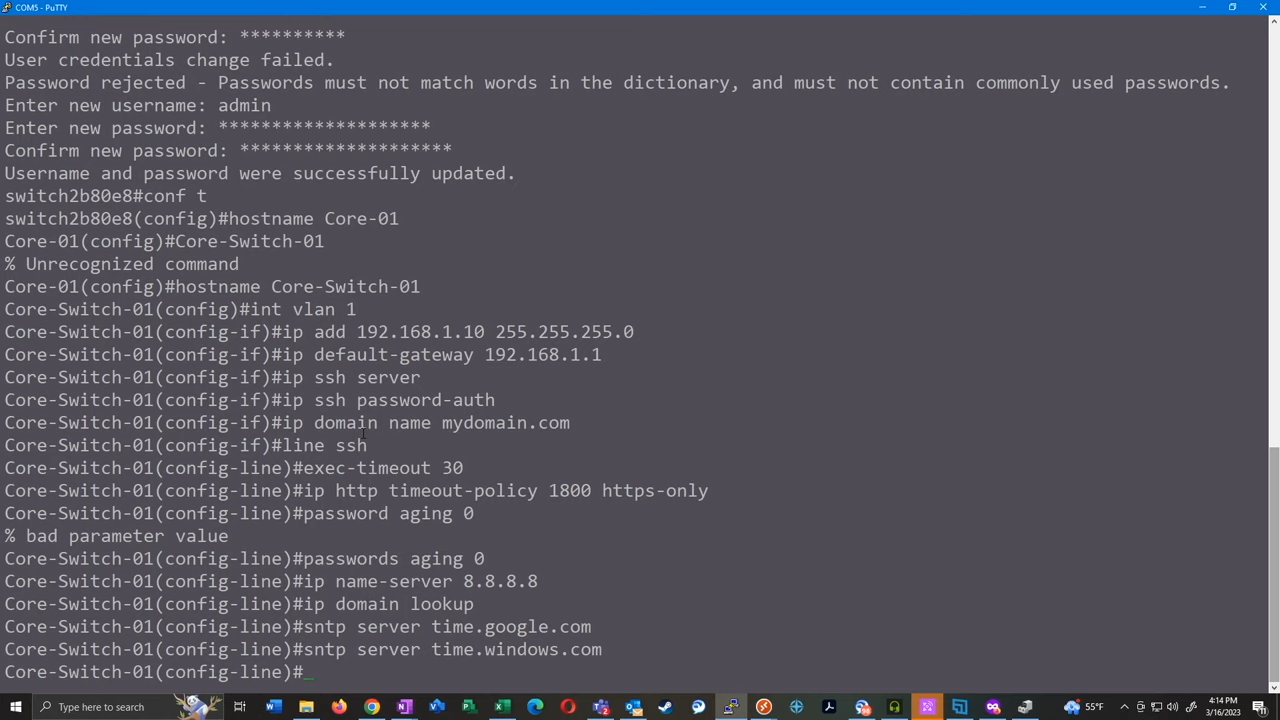 COM5 - PuTTY
Confirm new password: **********
User credentials change failed.
Password rejected - Passwords must not match words in the dictionary, and must not contain commonly used passwords.
Enter new username: admin
Enter new password: ********************
Confirm new password: ********************
Username and password were successfully updated.
switch2b80e8#conf t
switch2b80e8(config)#hostname Core-01
Core-01(config)#Core-Switch-01
% Unrecognized command
Core-01(config)#hostname Core-Switch-01
Core-Switch-01(config)#int vlan 1
Core-Switch-01(config-if)#ip add 192.168.1.10 255.255.255.0
Core-Switch-01(config-if)#ip default-gateway 192.168.1.1
Core-Switch-01(config-if)#ip ssh server
Core-Switch-01(config-if)#ip ssh password-auth
Core-Switch-01(config-if)#ip domain name mydomain.com
Core-Switch-01(config-if)#line ssh
Core-Switch-01(config-line)#exec-timeout 30
Core-Switch-01(config-line)#ip http timeout-policy 1800 https-only
Core-Switch-01(config-line)#password aging 0
% bad parameter value
Core-Switch-01(config-line)#passwords aging 0
Core-Switch-01(config-line)#ip name-server 8.8.8.8
Core-Switch-01(config-line)#ip domain lookup
Core-Switch-01(config-line)#sntp server time.google.com
Core-Switch-01(config-line)#sntp server time.windows.com
Core-Switch-01(config-line)#_
Type here to search
55°F
4:14 PM
3/16/2023